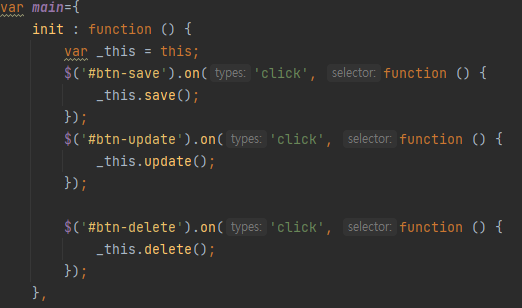 var main={
init : function () {
var _this = this;
$('#btn-save').on( types: 'click', selector: function () {
_this.save();
});
$('#btn-update').on( types: 'click', selector: function () {
_this.update();
});
$('#btn-delete').on( types: 'click', selector: function () {
_this.delete();
});
},